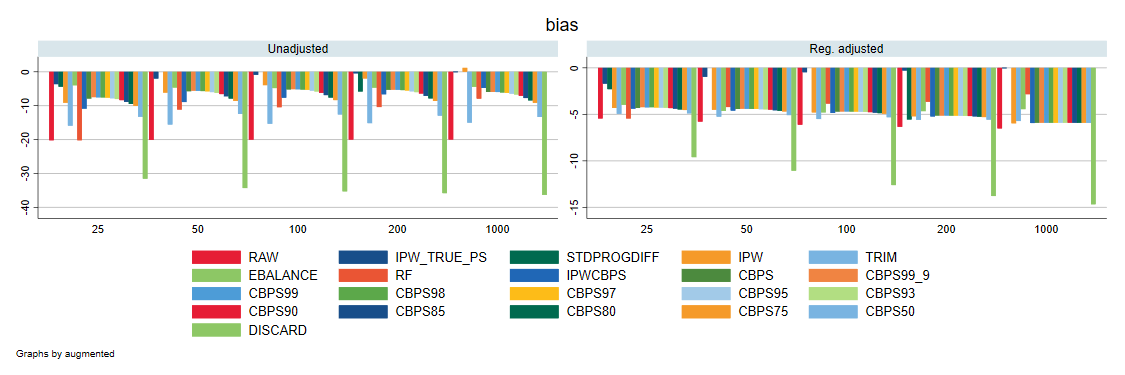 bias
Unadjusted
Reg. adjusted
0
-10
-20
-30
-40
0
-5
-10
-15
25 50 100 200 1000
25 50 100 200 1000
RAW IPW_TRUE_PS STDPROGDIFF IPW TRIM
EBALANCE RF IPWCBPS CBPS CBPS99_9
CBPS99 CBPS98 CBPS97 CBPS95 CBPS93
CBPS90 CBPS85 CBPS80 CBPS75 CBPS50
DISCARD
Graphs by augmented